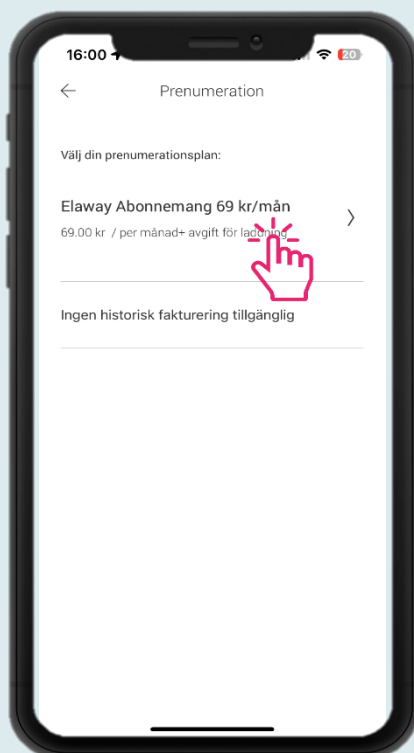 16:00
20
Prenumeration
Välj din prenumerationsplan:
Elaway Abonnemang 69 kr/mån
69.00 kr / per månad+ avgift för laddning
Ingen historisk fakturering tillgänglig